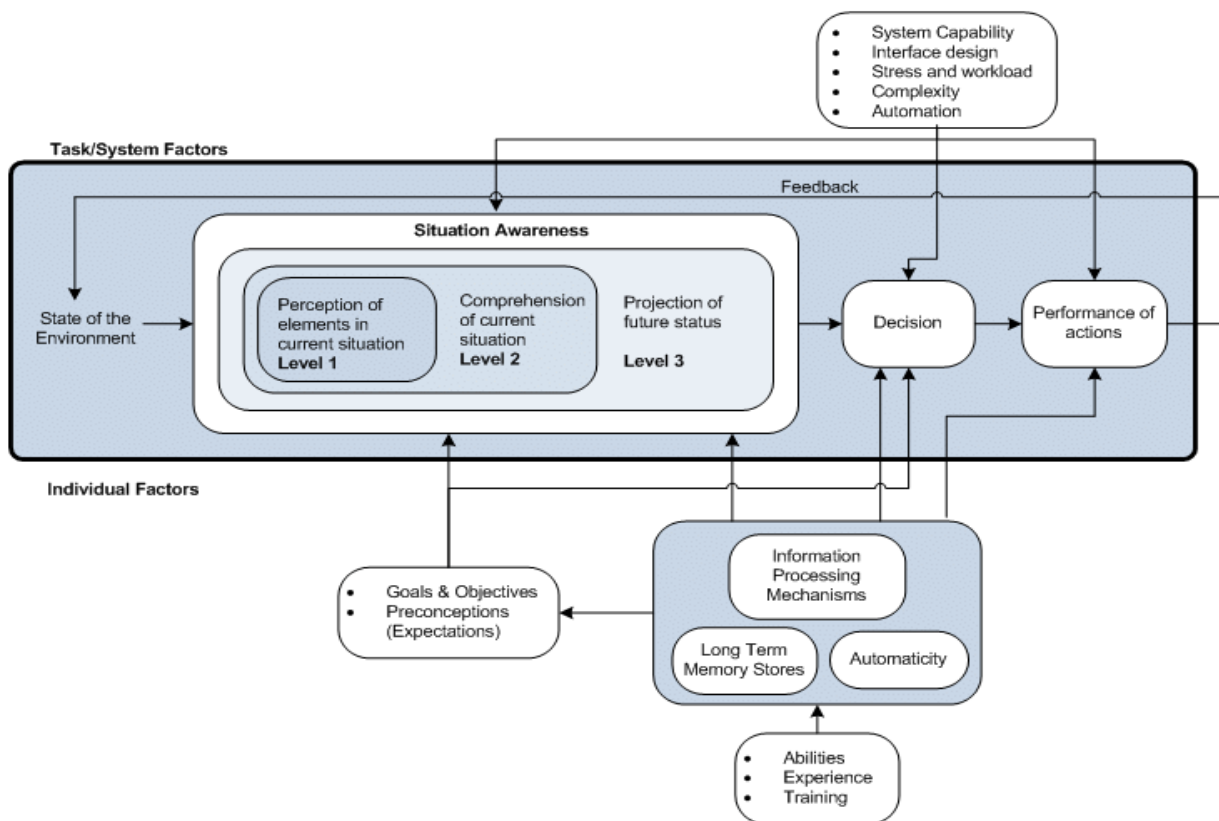 • System Capability
• Interface design
• Stress and workload
• Complexity
• Automation
Task/System Factors
Feedback
Situation Awareness
Perception of
elements in
current situation
Level 1
Comprehension
of current
situation
Level 2
Projection of
future status
Level 3
State of the
Environment
Decision
Performance of
actions
Individual Factors
• Goals & Objectives
• Preconceptions
(Expectations)
Information
Processing
Mechanisms
Long Term
Memory Stores
Automaticity
• Abilities
• Experience
• Training